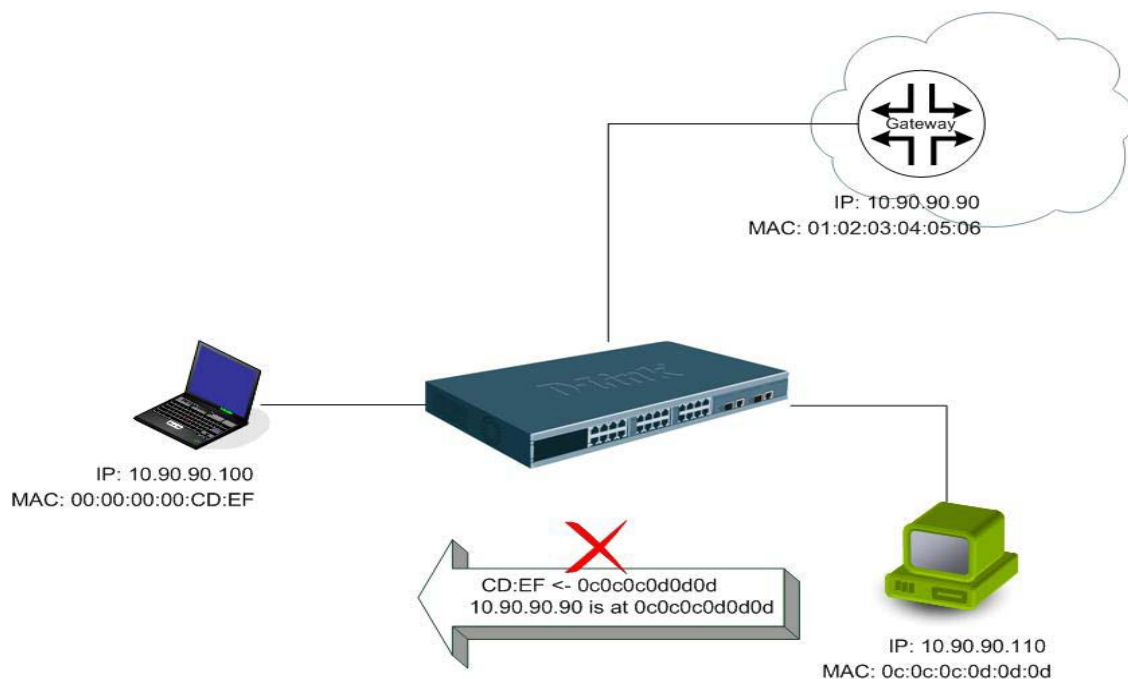 Gateway
IP: 10.90.90.90
MAC: 01:02:03:04:05:06
D-Link
IP: 10.90.90.100
MAC: 00:00:00:00:CD:EF
CD:EF <- 0c0c0c0d0d0d
10.90.90.90 is at 0c0c0c0d0d0d
IP: 10.90.90.110
MAC: 0c:0c:0c:0d:0d:0d